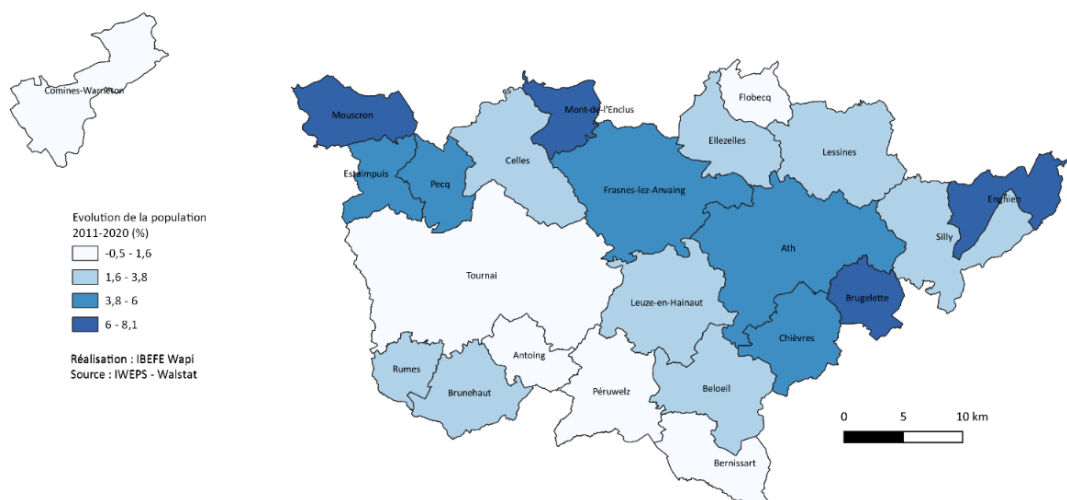 Comines-Warneton
Mouscron
Mont-de-l'Enclus
Flobecq
Ellezelles
Lessines
Celles
Estaimpuis
Pecq
Frasnes-lez-Anvaing
Enghien
Silly
Ath
Tournai
Leuze-en-Hainaut
Brugelette
Chièvres
Antoing
Rumes
Brunehaut
Péruwelz
Beloeil
Bernissart
Evolution de la population
2011-2020 (%)
-0,5 - 1,6
1,6 - 3,8
3,8 - 6
6 - 8,1
Réalisation : IBEFE Wapi
Source : IWEPS - Walstat
0 5 10 km